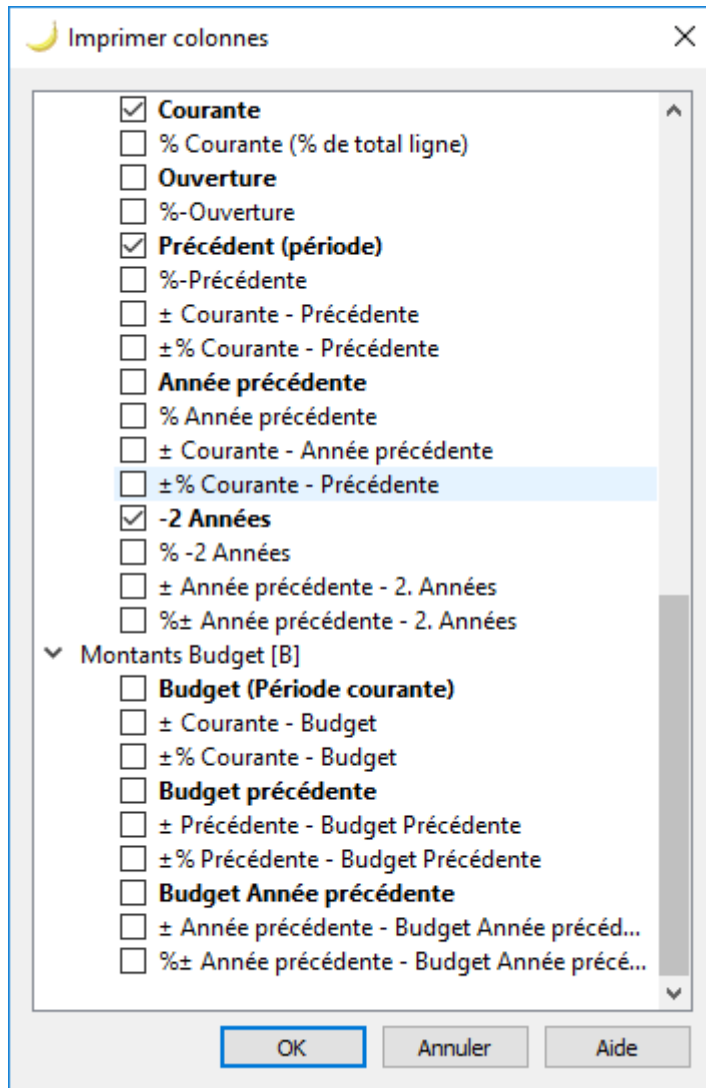 Imprimer colonnes
Courante
% Courante (% de total ligne)
Ouverture
%-Ouverture
Précédent (période)
%-Précédente
± Courante - Précédente
±% Courante - Précédente
Année précédente
% Année précédente
± Courante - Année précédente
±% Courante - Précédente
-2 Années
% -2 Années
± Année précédente - 2. Années
%± Année précédente - 2. Années
Montants Budget [B]
Budget (Période courante)
± Courante - Budget
±% Courante - Budget
Budget précédente
± Précédente - Budget Précédente
±% Précédente - Budget Précédente
Budget Année précédente
± Année précédente - Budget Année précéd...
%± Année précédente - Budget Année précé...
OK Annuler Aide